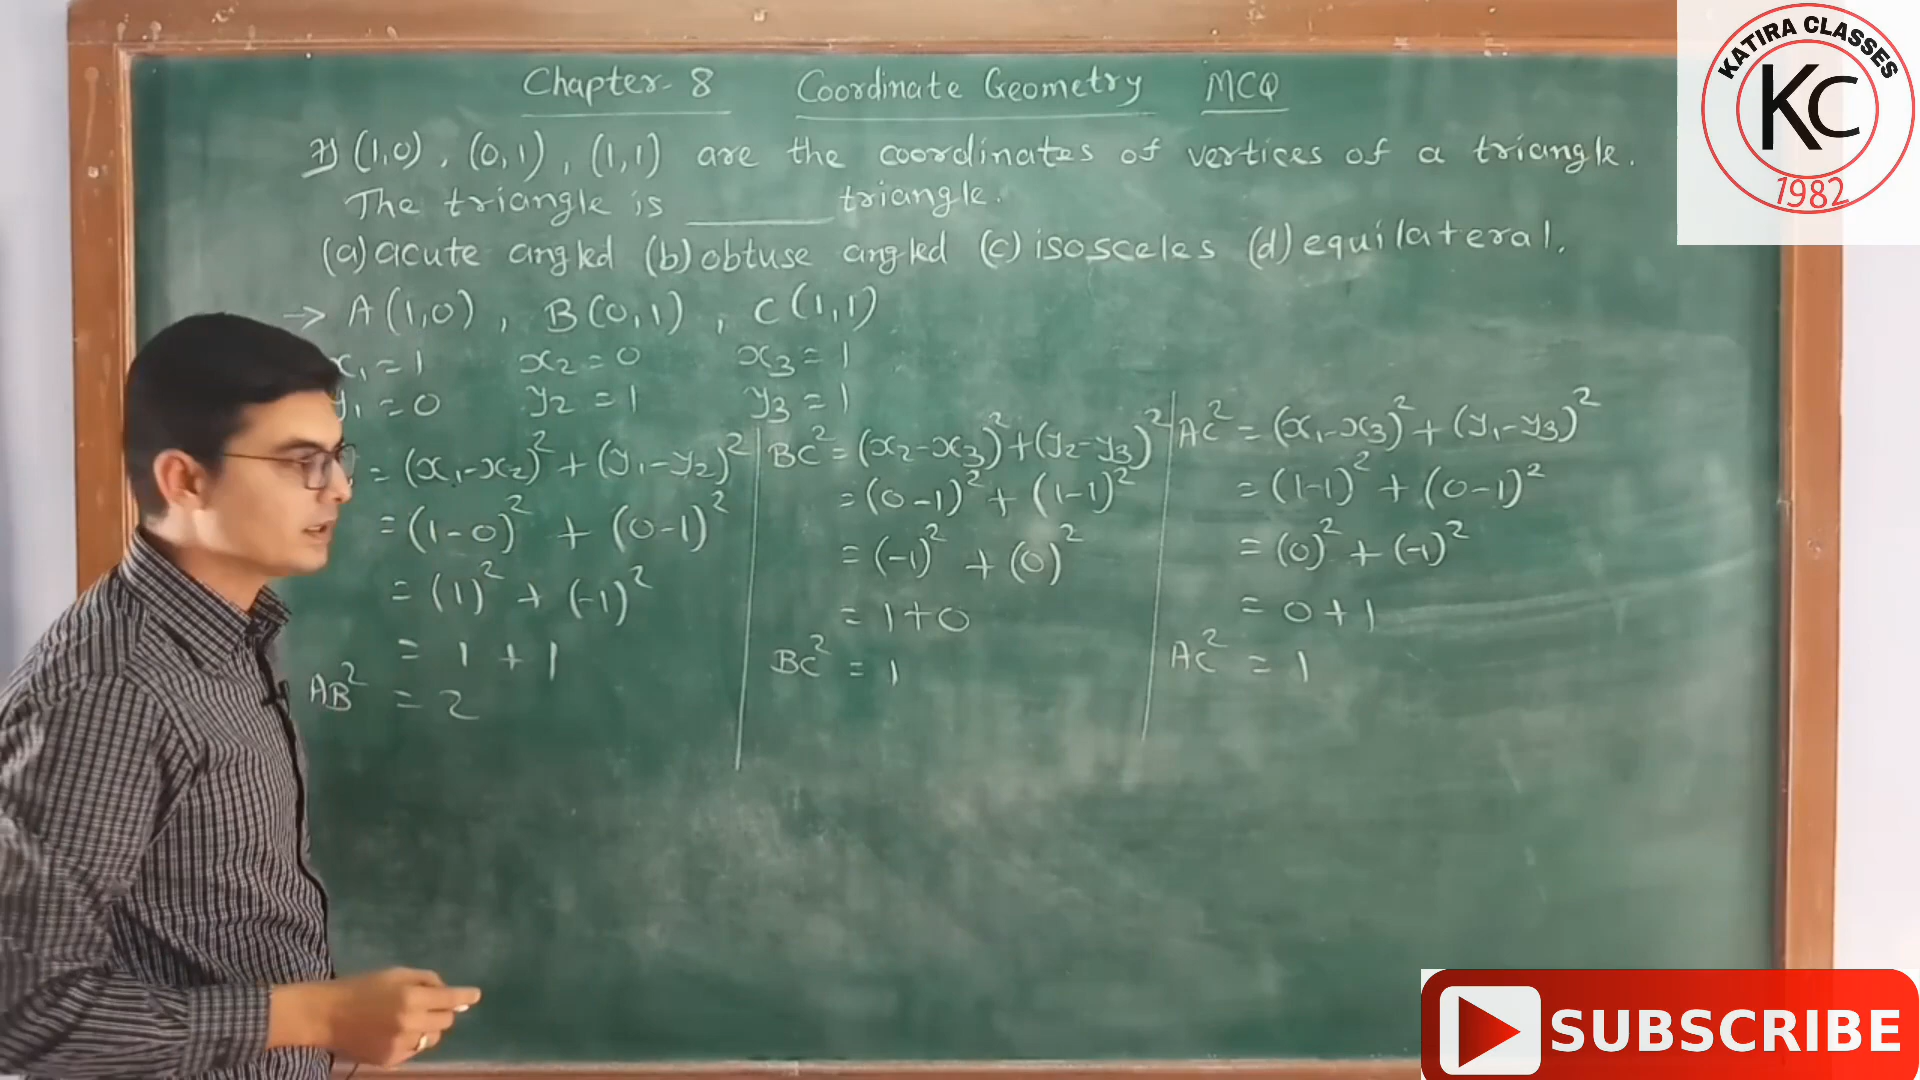 Chapter-8 Coordinate Geometry MCQ
7) (1,0), (0,1), (1,1) are the coordinates of vertices of a triangle.
The triangle is ______ triangle.
(a) acute angled (b) obtuse angled (c) isosceles (d) equilateral.
→ A(1,0), B(0,1), C(1,1)
x₁ = 1 x₂ = 0 x₃ = 1
y₁ = 0 y₂ = 1 y₃ = 1
= (x₁-x₂)² + (y₁-y₂)²
= (1-0)² + (0-1)²
= (1)² + (-1)²
= 1 + 1
AB² = 2
BC² = (x₂-x₃)² + (y₂-y₃)²
= (0-1)² + (1-1)²
= (-1)² + (0)²
= 1+0
BC² = 1
AC² = (x₁-x₃)² + (y₁-y₃)²
= (1-1)² + (0-1)²
= (0)² + (-1)²
= 0+1
AC² = 1
KATIRA CLASSES
KC
1982
SUBSCRIBE